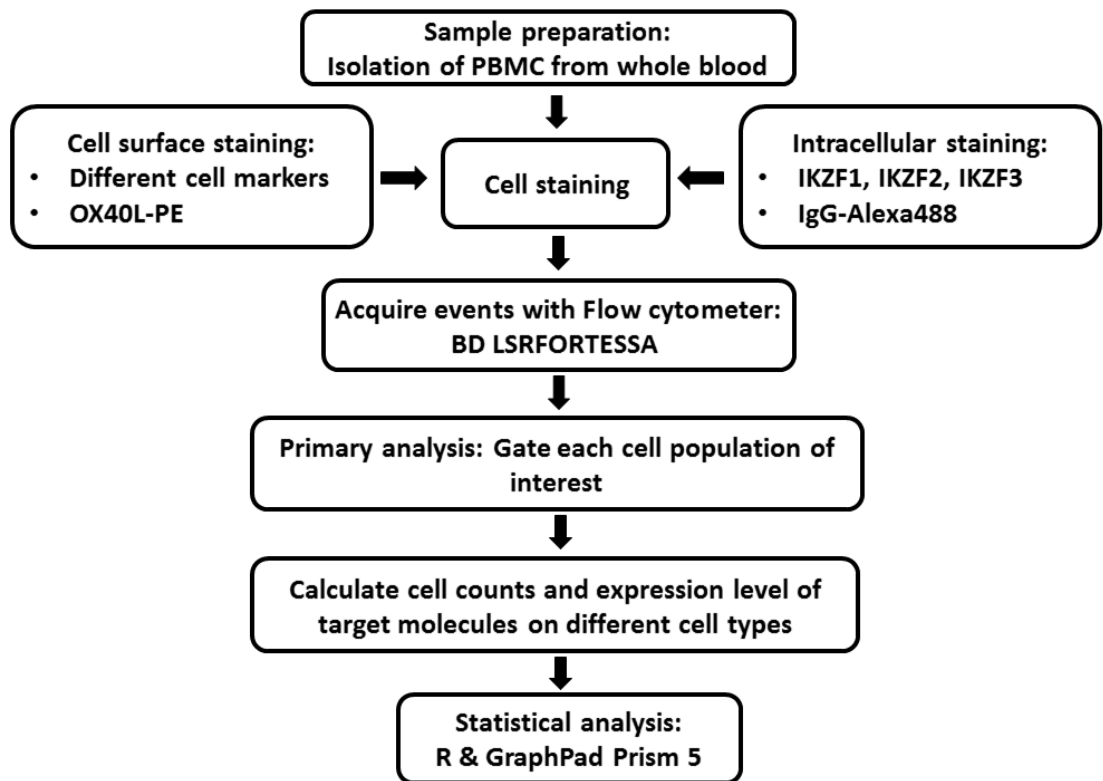 Sample preparation:
Isolation of PBMC from whole blood
Cell surface staining:
• Different cell markers
• OX40L-PE
Cell staining
Intracellular staining:
• IKZF1, IKZF2, IKZF3
• IgG-Alexa488
Acquire events with Flow cytometer:
BD LSRFORTESSA
Primary analysis: Gate each cell population of
interest
Calculate cell counts and expression level of
target molecules on different cell types
Statistical analysis:
R & GraphPad Prism 5